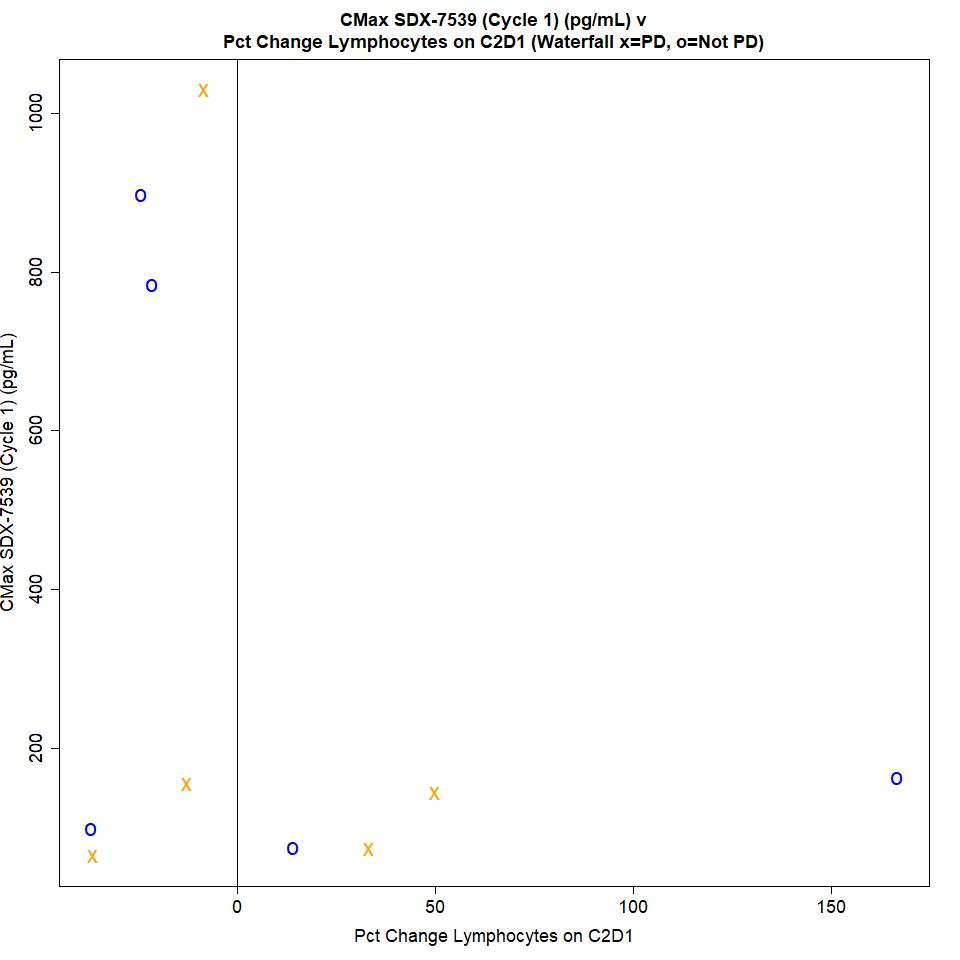 CMax SDX-7539 (Cycle 1) (pg/mL) v
Pct Change Lymphocytes on C2D1 (Waterfall x=PD, o=Not PD)
CMax SDX-7539 (Cycle 1) (pg/mL)
1000
800
600
400
200
X
O
O
X
X
O
O
X
O
X
X
0
50
100
150
Pct Change Lymphocytes on C2D1